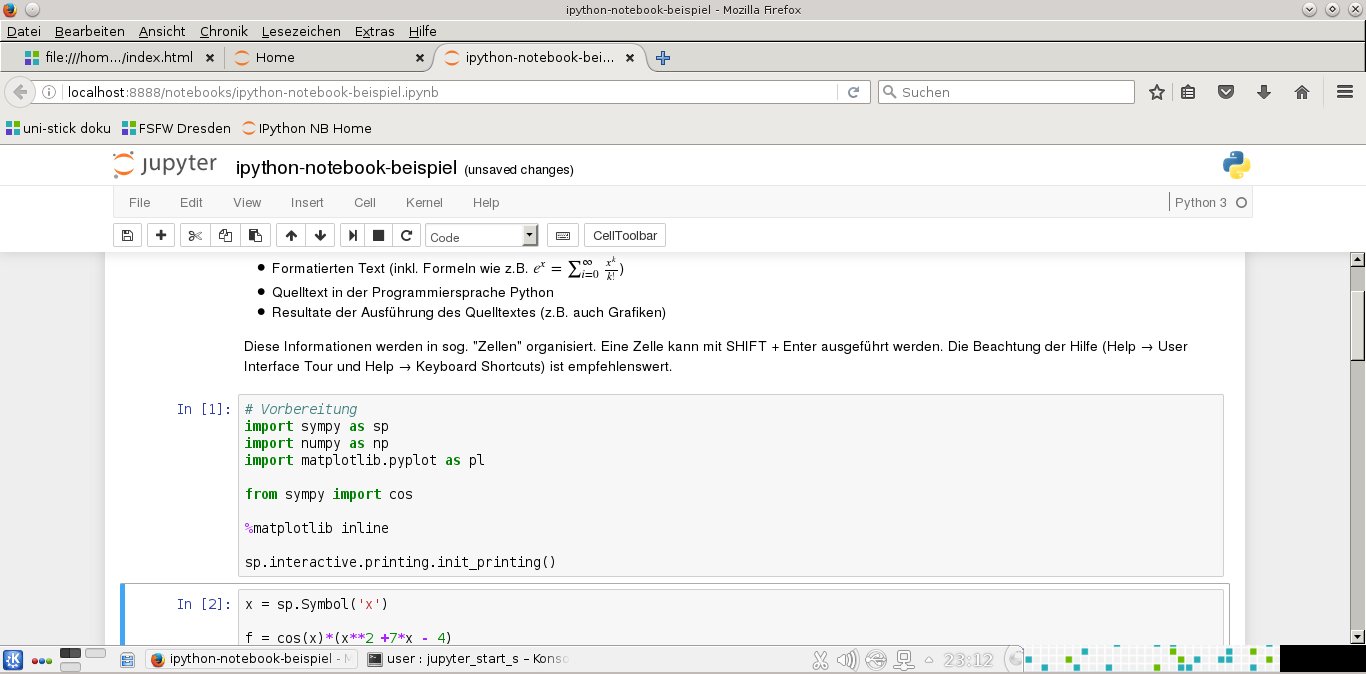 ipython-notebook-beispiel - Mozilla Firefox
Datei Bearbeiten Ansicht Chronik Lesezeichen Extras Hilfe
file:///hom.../index.html Home ipython-notebook-bei...
localhost:8888/notebooks/ipython-notebook-beispiel.ipynb Suchen
uni-stick doku FSFW Dresden IPython NB Home
jupyter ipython-notebook-beispiel (unsaved changes)
File Edit View Insert Cell Kernel Help Python 3
Code CellToolbar
• Formatierten Text (inkl. Formeln wie z.B. e^x = ∑_{i=0}^∞ x^k/k!)
• Quelltext in der Programmiersprache Python
• Resultate der Ausführung des Quelltextes (z.B. auch Grafiken)
Diese Informationen werden in sog. "Zellen" organisiert. Eine Zelle kann mit SHIFT + Enter ausgeführt werden. Die Beachtung der Hilfe (Help → User
Interface Tour und Help → Keyboard Shortcuts) ist empfehlenswert.
In [1]: # Vorbereitung
import sympy as sp
import numpy as np
import matplotlib.pyplot as pl
from sympy import cos
%matplotlib inline
sp.interactive.printing.init_printing()
In [2]: x = sp.Symbol('x')
f = cos(x)*(x**2 +7*x - 4)
ipython-notebook-beispiel - M user : jupyter_start_s – Konso 23:12